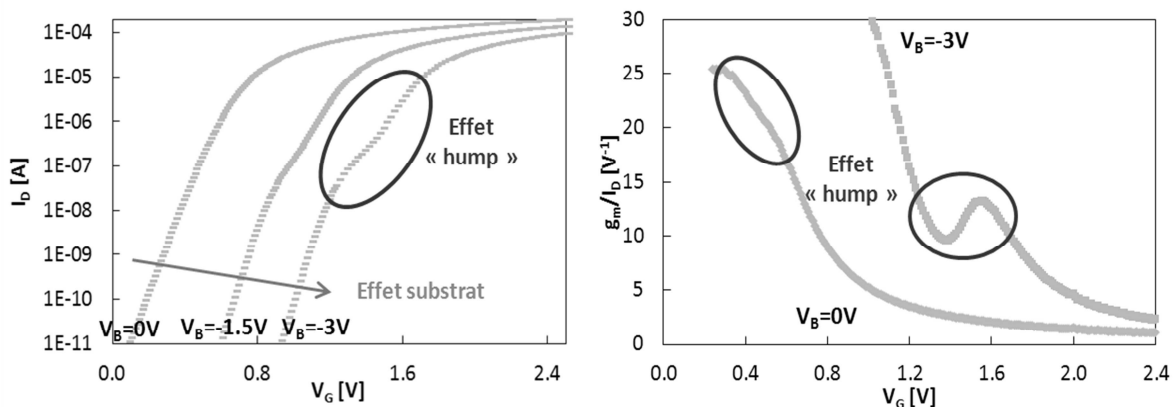 1E-04
1E-05
1E-06
1E-07
1E-08
1E-09
1E-10
1E-11
I_D [A]
Effet
« hump »
Effet substrat
V_B=0V V_B=-1.5V V_B=-3V
0.0 0.8 1.6 2.4
V_G [V]
30
25
20
15
10
5
0
g_m/I_D [V⁻¹]
V_B=-3V
Effet
« hump »
V_B=0V
0.0 0.4 0.8 1.2 1.6 2.0 2.4
V_G [V]